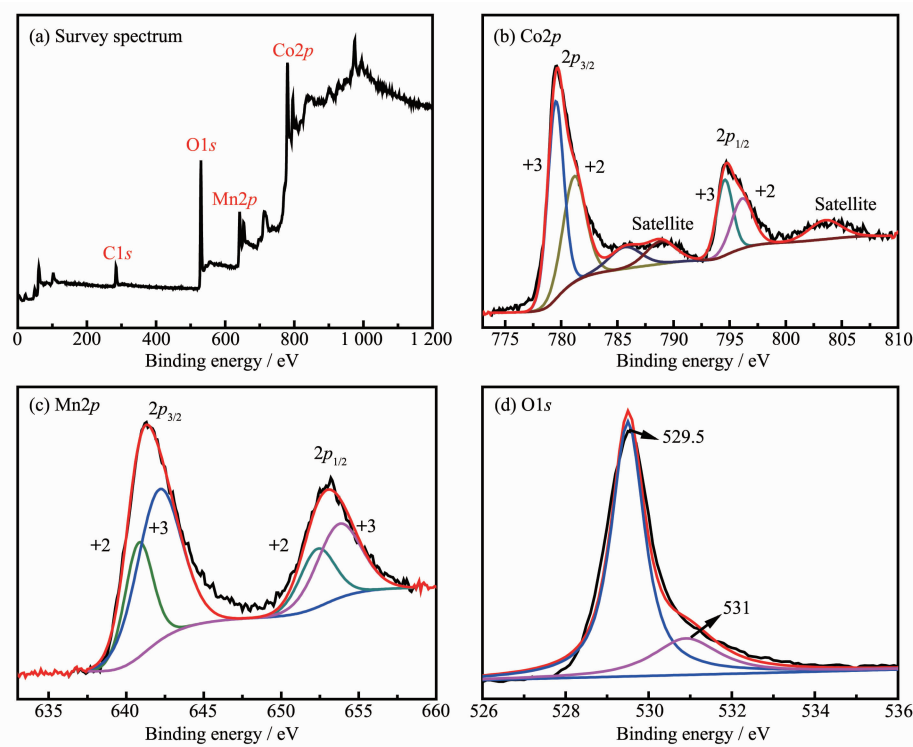 (a) Survey spectrum
Co2p
O1s
Mn2p
C1s
0 200 400 600 800 1 000 1 200
Binding energy / eV
(b) Co2p
2p3/2
2p1/2
+3
+2
+3
+2
Satellite
Satellite
775 780 785 790 795 800 805 810
Binding energy / eV
(c) Mn2p
2p3/2
2p1/2
+2
+3
+2
+3
635 640 645 650 655 660
Binding energy / eV
(d) O1s
529.5
531
526 528 530 532 534 536
Binding energy / eV